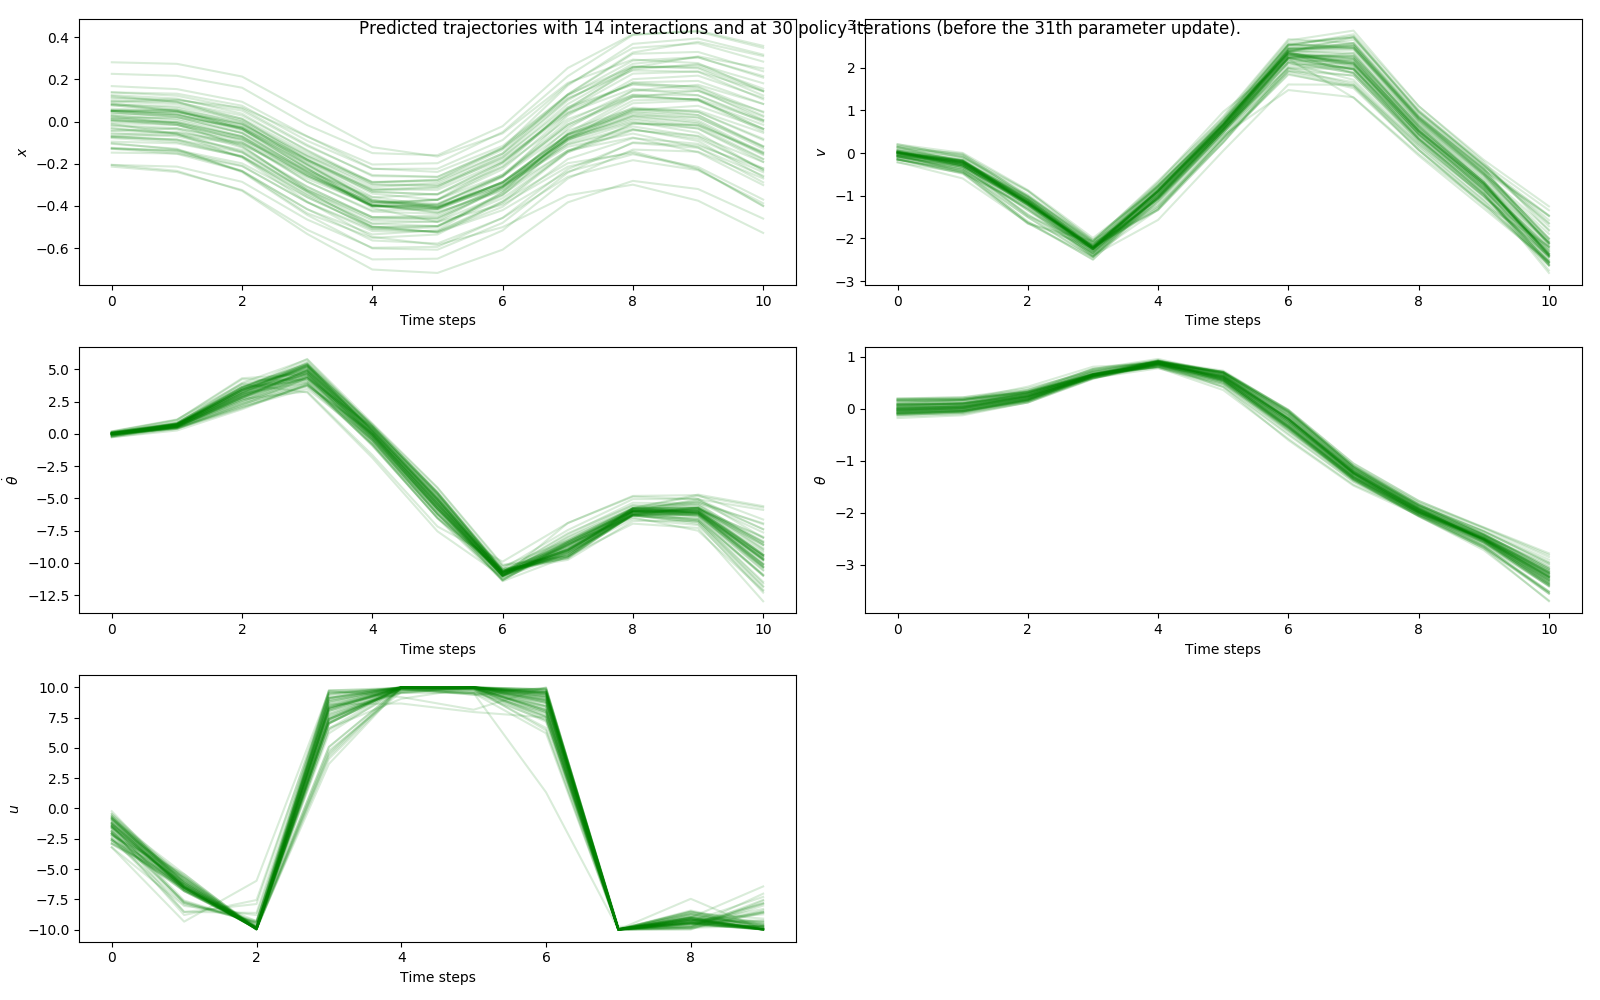 Predicted trajectories with 14 interactions and at 30 policy iterations (before the 31th parameter update).
0.4
0.2
0.0
−0.2
−0.4
−0.6
x
0 2 4 6 8 10
Time steps
3
2
1
0
−1
−2
−3
v
0 2 4 6 8 10
Time steps
5.0
2.5
0.0
−2.5
−5.0
−7.5
−10.0
−12.5
θ̇
0 2 4 6 8 10
Time steps
1
0
−1
−2
−3
θ
0 2 4 6 8 10
Time steps
10.0
7.5
5.0
2.5
0.0
−2.5
−5.0
−7.5
−10.0
u
0 2 4 6 8
Time steps